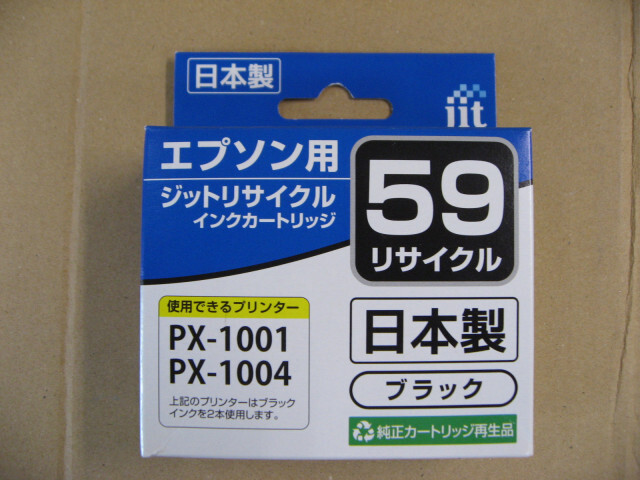 日本製
jit
エプソン用
ジットリサイクル
インクカートリッジ
59
リサイクル
使用できるプリンター
PX-1001
PX-1004
上記のプリンターはブラック
インクを2本使用します。
日本製
ブラック
純正カートリッジ再生品